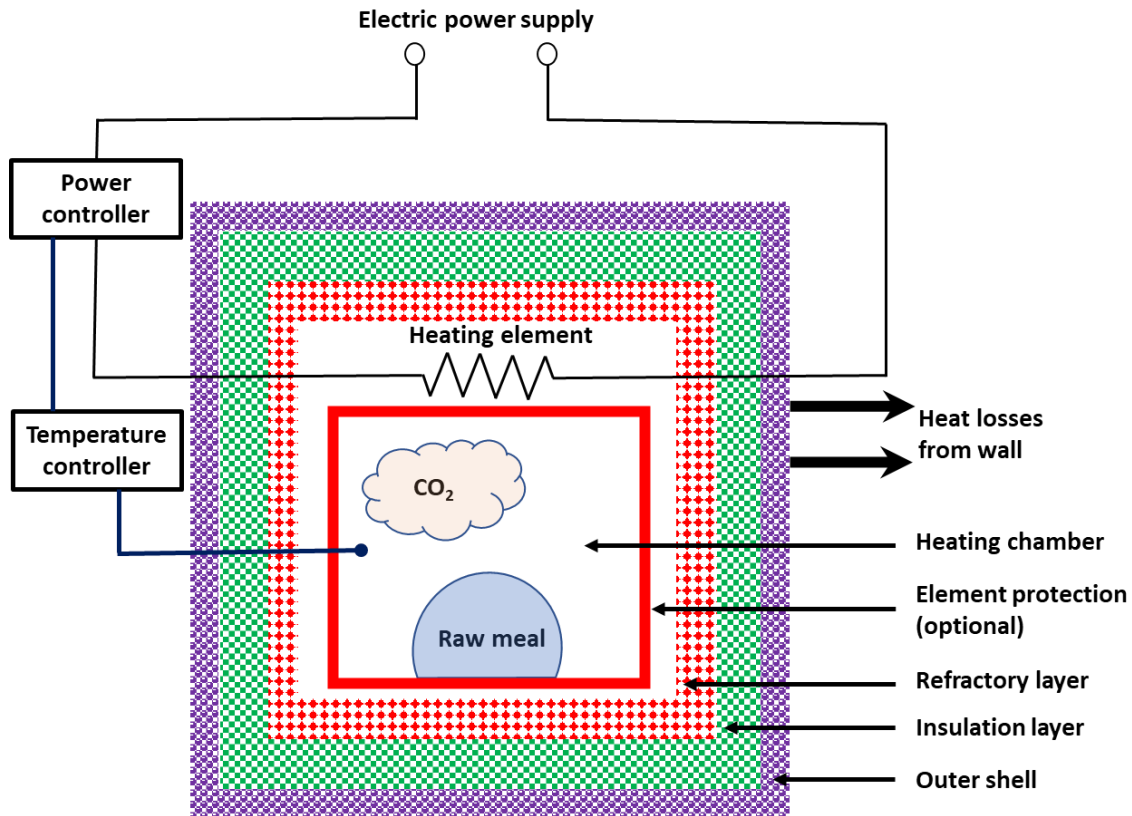 Electric power supply
Power
controller
Heating element
Temperature
controller
Heat losses
from wall
CO₂
Heating chamber
Element protection
(optional)
Raw meal
Refractory layer
Insulation layer
Outer shell